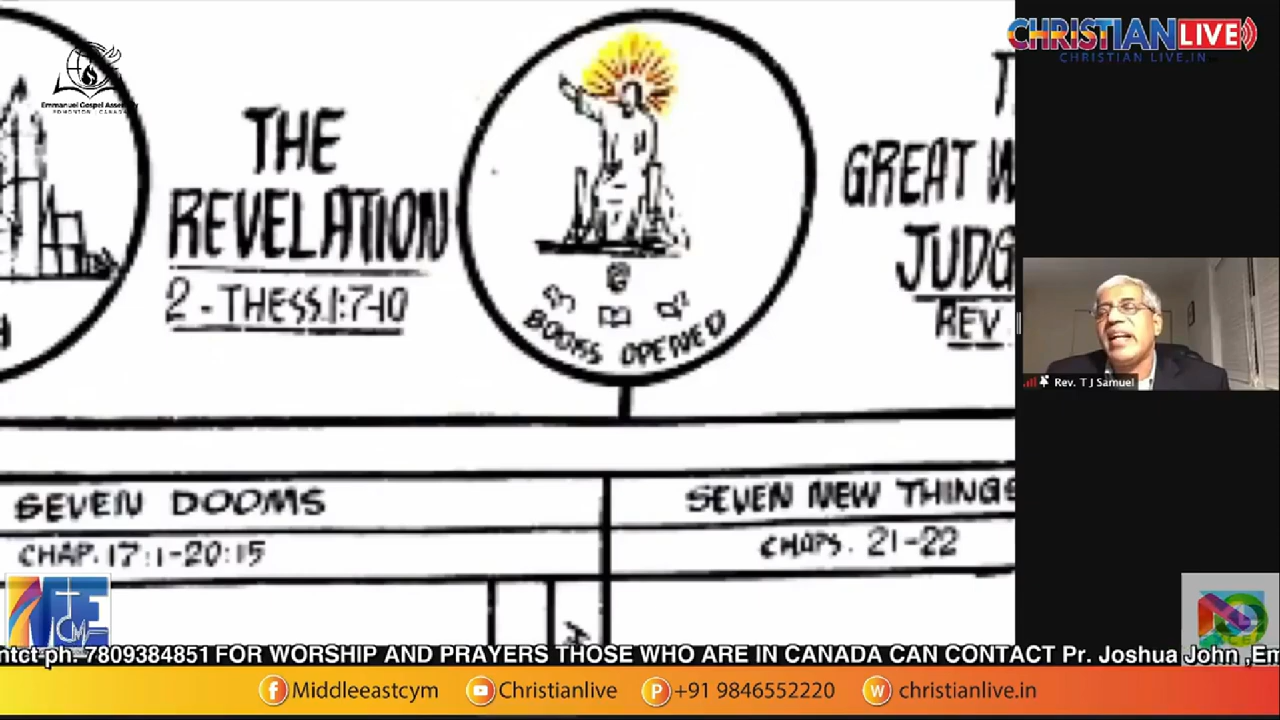 CHRISTIAN LIVE
CHRISTIAN LIVE.IN
Emmanuel Gospel Assembly
EDMONTON | CANADA
THE
REVELATION
2-THESS.1:7-10
BOOKS OPENED
GREAT W
JUDG
REV.
Rev. T J Samuel
SEVEN DOOMS
SEVEN NEW THINGS
CHAP. 17:1-20:15
CHAPS. 21-22
CM
ntct-ph. 7809384851 FOR WORSHIP AND PRAYERS THOSE WHO ARE IN CANADA CAN CONTACT Pr. Joshua John ,Em
Middleeastcym
Christianlive
+91 9846552220
christianlive.in